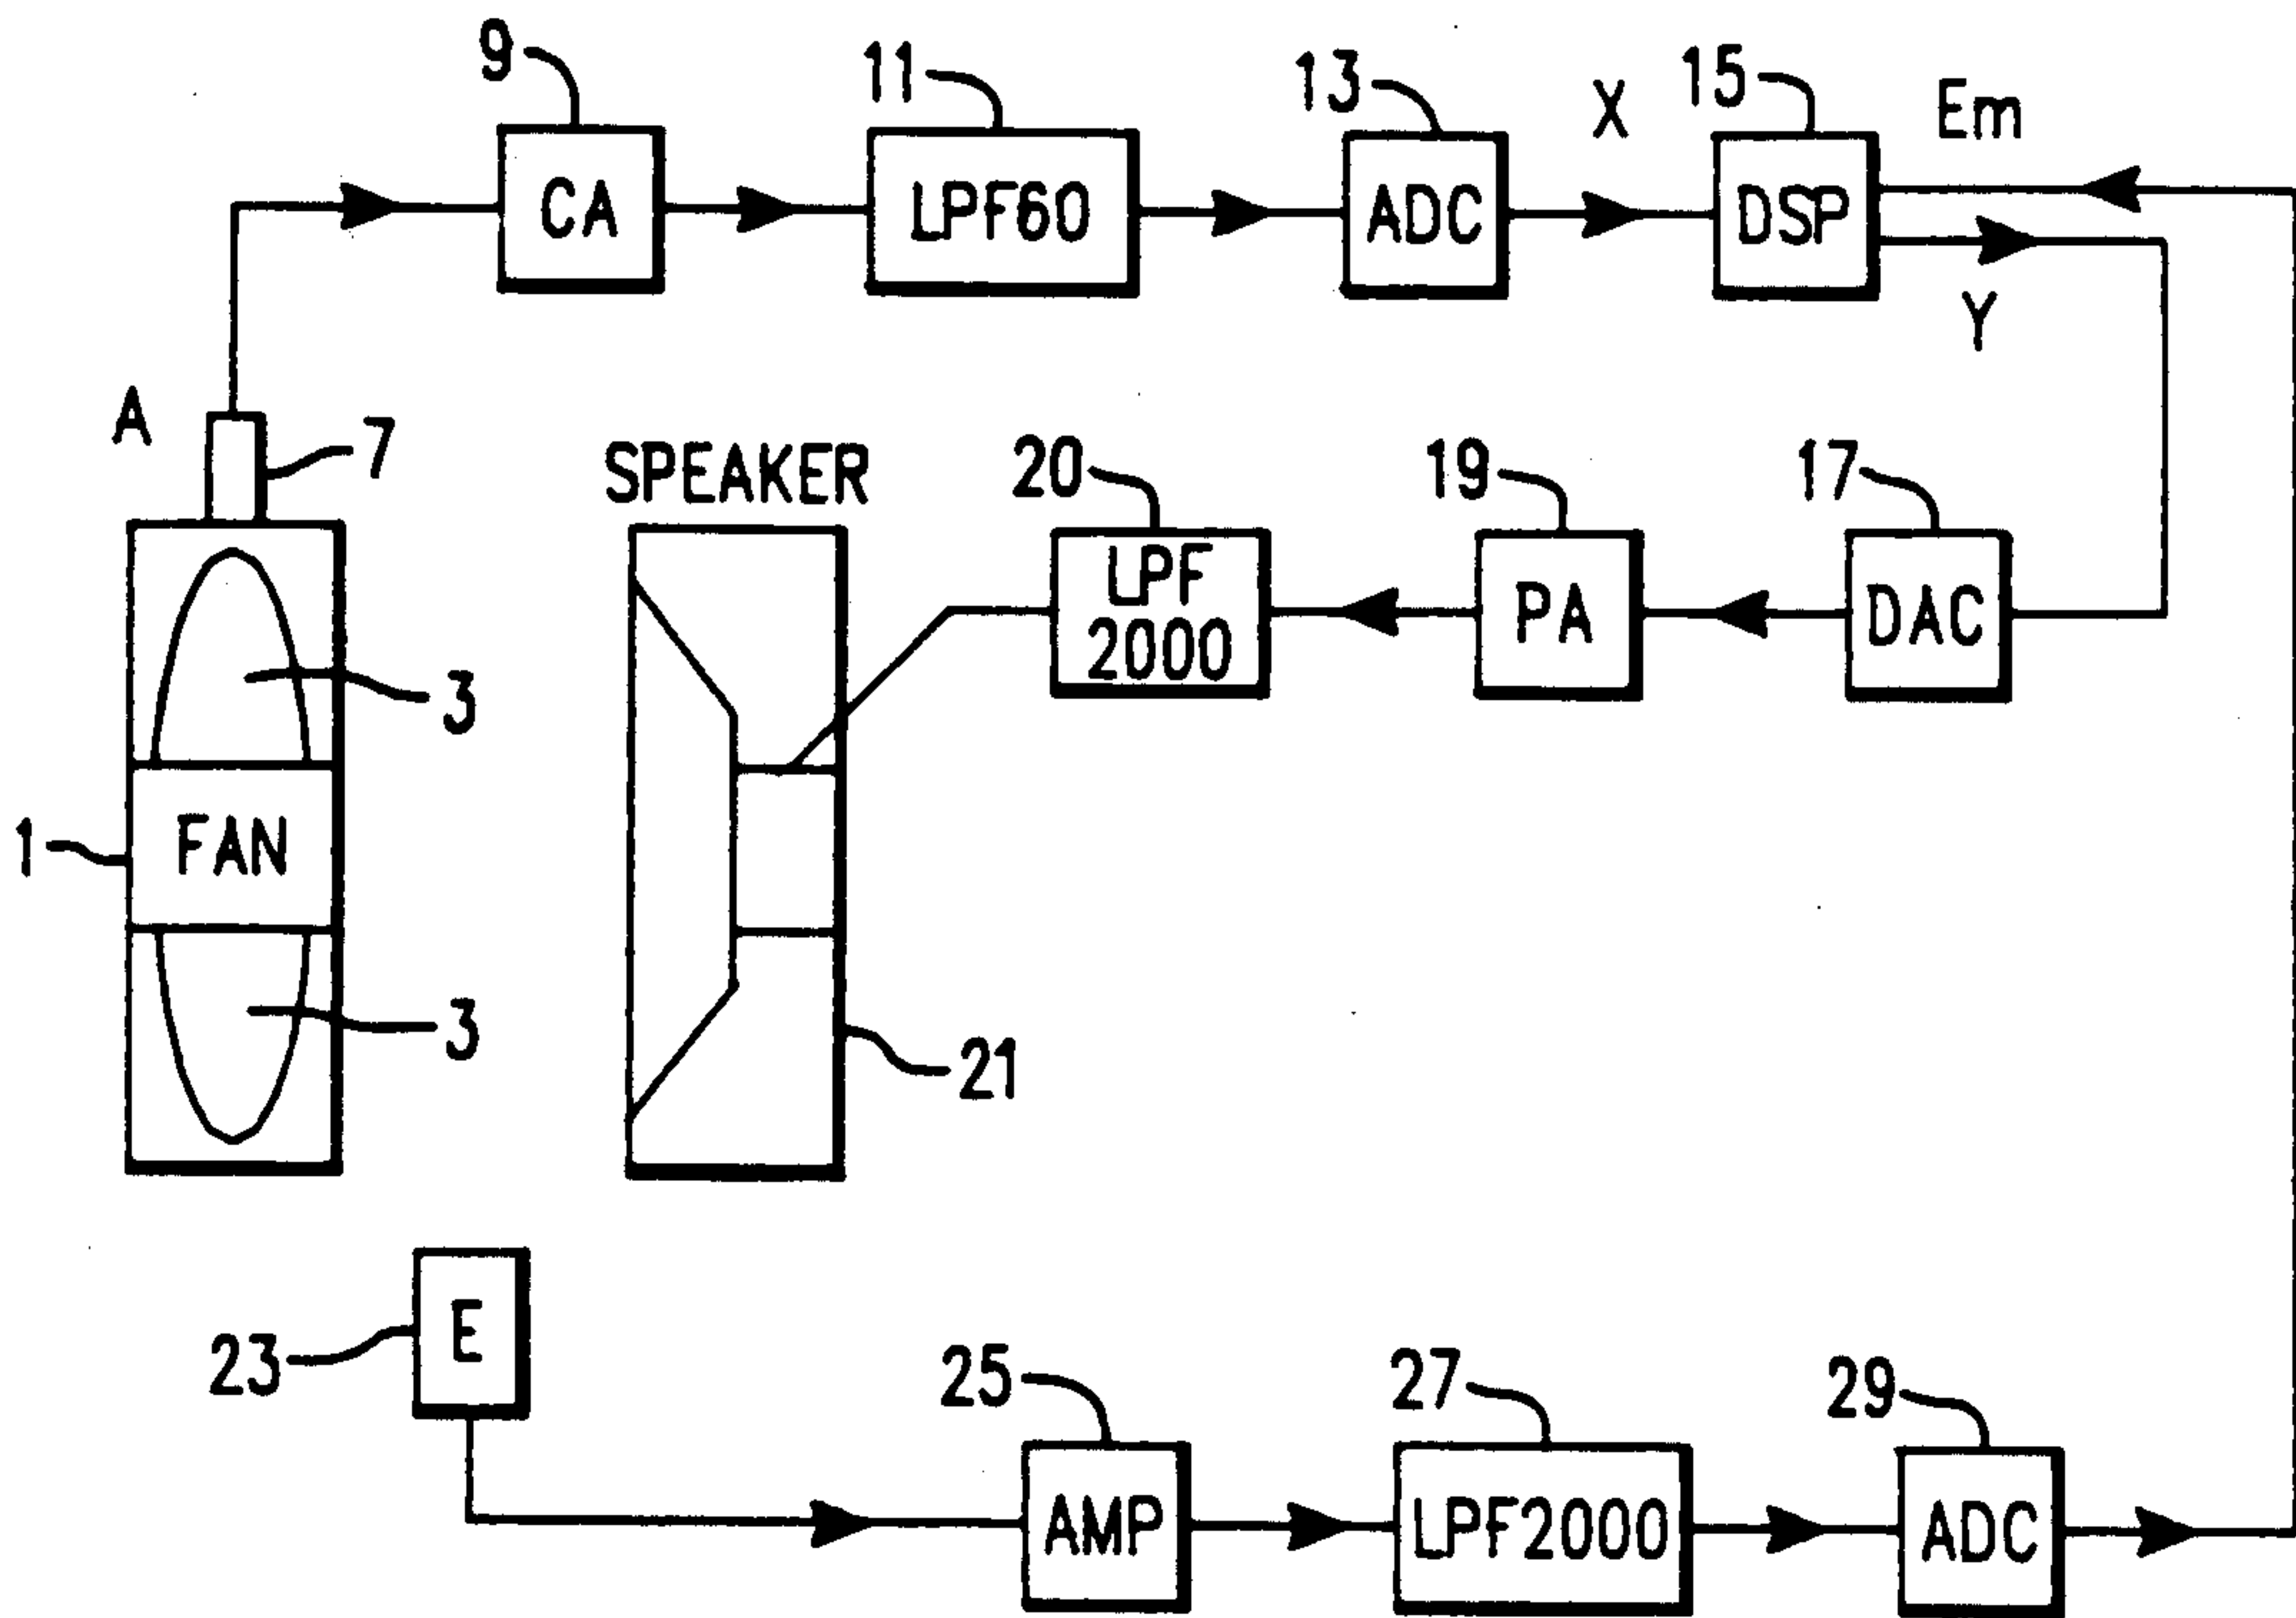 9
11
13
X
15
Em
CA
LPF60
ADC
DSP
Y
A
7
SPEAKER
20
19
17
LPF
2000
PA
DAC
3
1
FAN
3
21
E
23
25
27
29
AMP
LPF2000
ADC